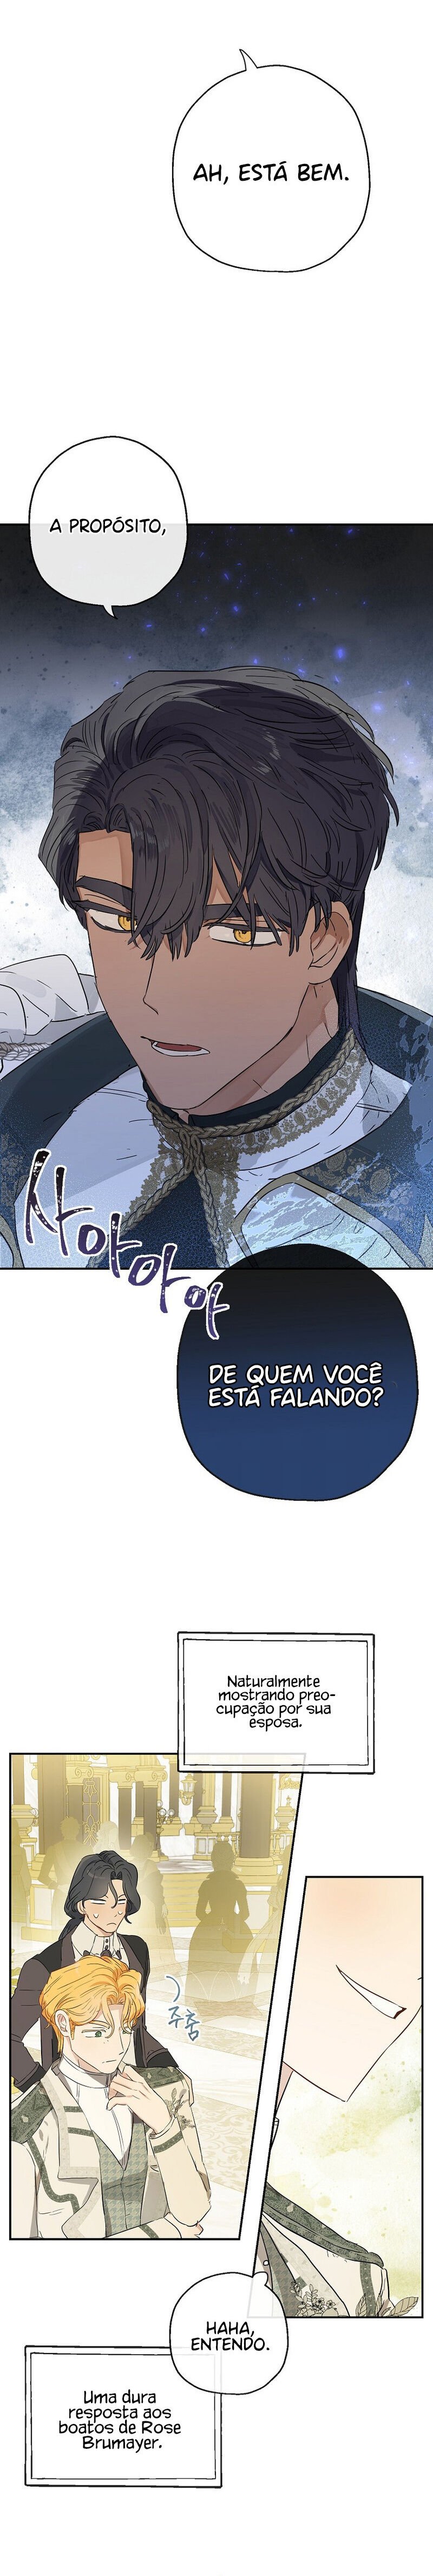 AH, ESTÁ BEM.
A PROPÓSITO,
사아아아
DE QUEM VOCÊ
ESTÁ FALANDO?
Naturalmente
mostrando preo-
cupação por sua
esposa.
주춤
HAHA,
ENTENDO.
Uma dura
resposta aos
boatos de Rose
Brumayer.